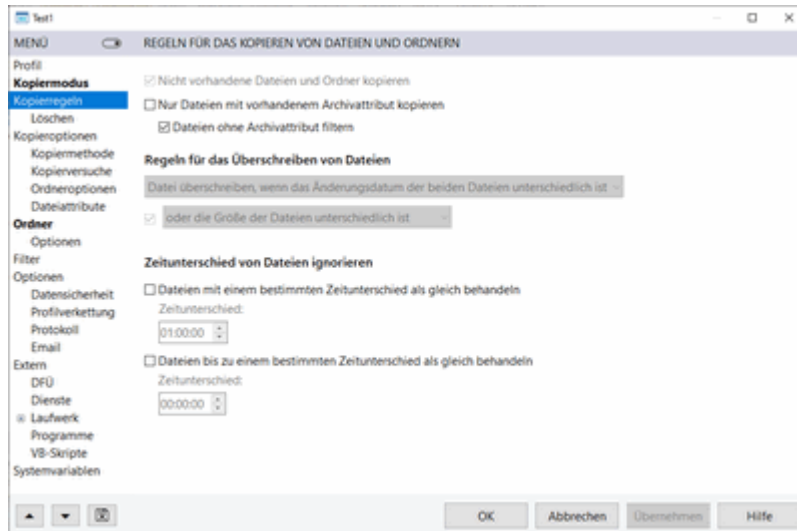 Test1
MENÜ
REGELN FÜR DAS KOPIEREN VON DATEIEN UND ORDNERN
Profil
Kopiermodus
Kopierregeln
Löschen
Kopieroptionen
Kopiermethode
Kopierversuche
Ordneroptionen
Dateiattribute
Ordner
Optionen
Filter
Optionen
Datensicherheit
Profilverkettung
Protokoll
Email
Extern
DFÜ
Dienste
Laufwerk
Programme
VB-Skripte
Systemvariablen
Nicht vorhandene Dateien und Ordner kopieren
Nur Dateien mit vorhandenem Archivattribut kopieren
Dateien ohne Archivattribut filtern
Regeln für das Überschreiben von Dateien
Datei überschreiben, wenn das Änderungsdatum der beiden Dateien unterschiedlich ist
oder die Größe der Dateien unterschiedlich ist
Zeitunterschied von Dateien ignorieren
Dateien mit einem bestimmten Zeitunterschied als gleich behandeln
Zeitunterschied:
01:00:00
Dateien bis zu einem bestimmten Zeitunterschied als gleich behandeln
Zeitunterschied:
00:00:00
OK
Abbrechen
Übernehmen
Hilfe